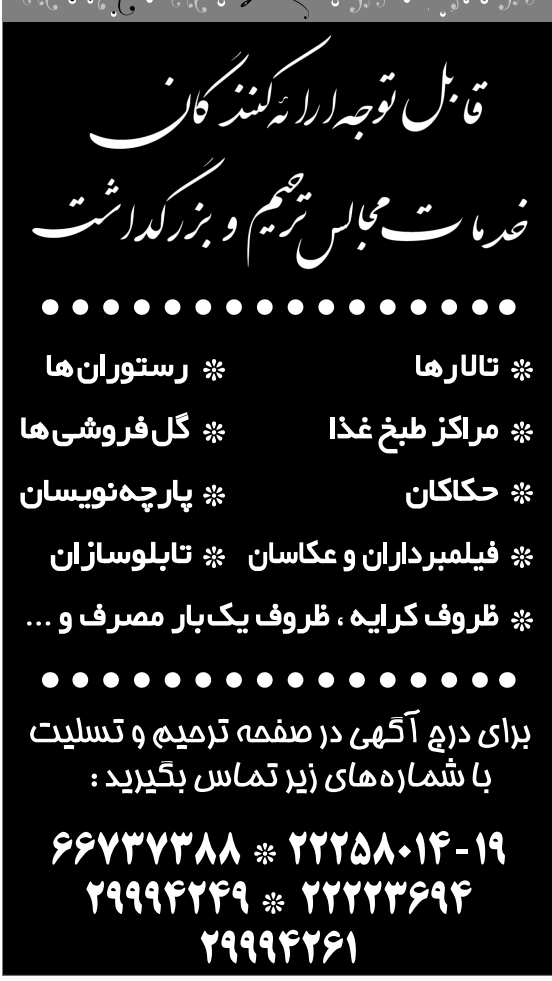 قابل توجه ارائه‌کنندگان
خدمات مجالس ترحیم و بزرگداشت
❊ تالارها ❊ رستوران‌ها
❊ مراکز طبخ غذا ❊ گل‌فروشی‌ها
❊ حکاکان ❊ پارچه‌نویسان
❊ فیلمبرداران و عکاسان ❊ تابلوسازان
❊ ظروف کرایه ، ظروف یک‌بار مصرف و ...
برای درج آگهی در صفحه ترحیم و تسلیت
با شماره‌های زیر تماس بگیرید :
۲۲۲۵۸۰۱۴-۱۹ ❊ ۶۶۷۳۷۳۸۸
۲۲۲۲۳۶۹۴ ❊ ۲۹۹۹۴۲۴۹
۲۹۹۹۴۲۶۱